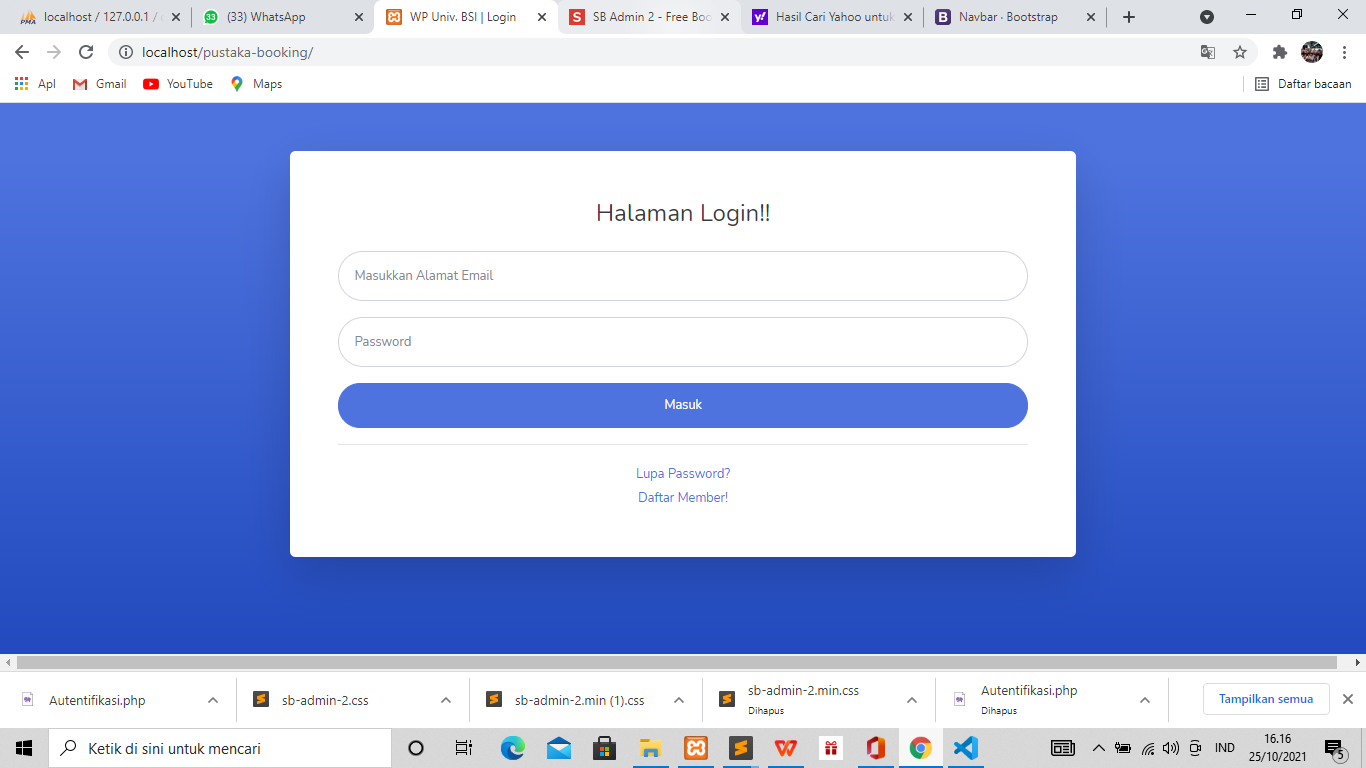 localhost / 127.0.0.1 /
(33) WhatsApp
WP Univ. BSI | Login
SB Admin 2 - Free Boo
Hasil Cari Yahoo untuk
Navbar · Bootstrap
localhost/pustaka-booking/
Apl
Gmail
YouTube
Maps
Daftar bacaan
Halaman Login!!
Masukkan Alamat Email
Password
Masuk
Lupa Password?
Daftar Member!
Autentifikasi.php
sb-admin-2.css
sb-admin-2.min (1).css
sb-admin-2.min.css
Dihapus
Autentifikasi.php
Dihapus
Tampilkan semua
Ketik di sini untuk mencari
IND
16.16
25/10/2021
5